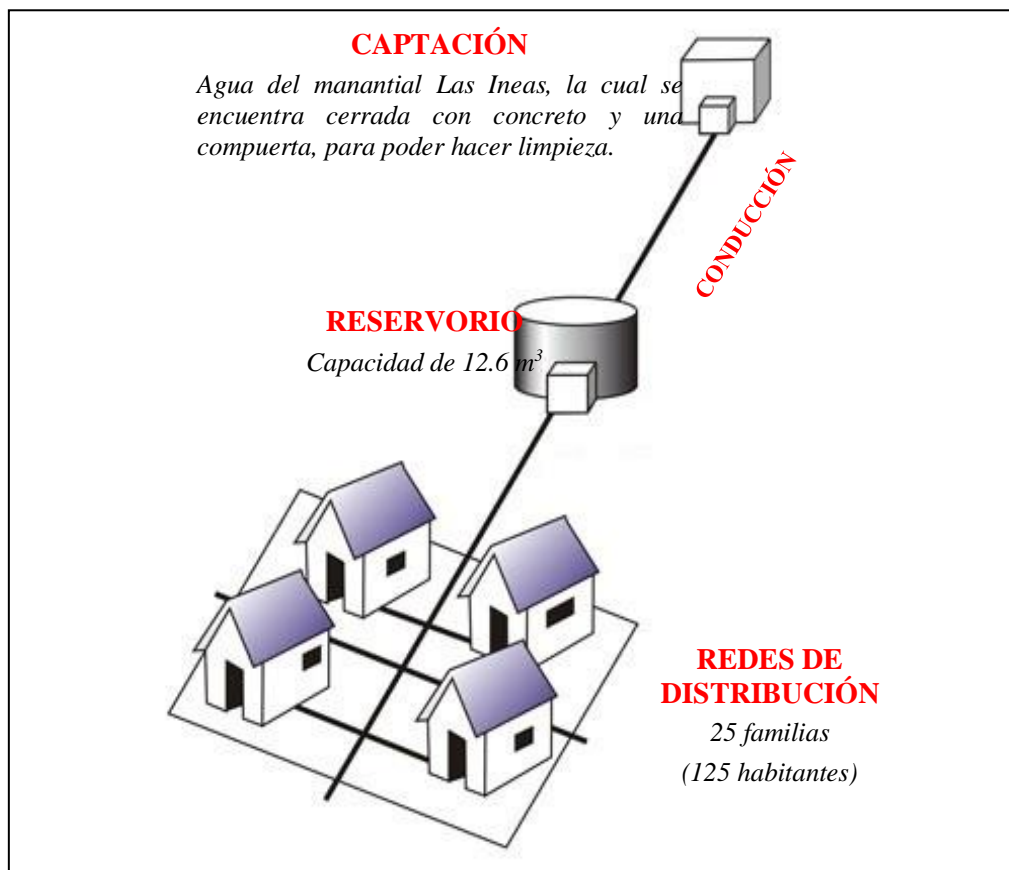 CAPTACIÓN
Agua del manantial Las Ineas, la cual se
encuentra cerrada con concreto y una
compuerta, para poder hacer limpieza.
CONDUCCIÓN
RESERVORIO
Capacidad de 12.6 m³
REDES DE
DISTRIBUCIÓN
25 familias
(125 habitantes)